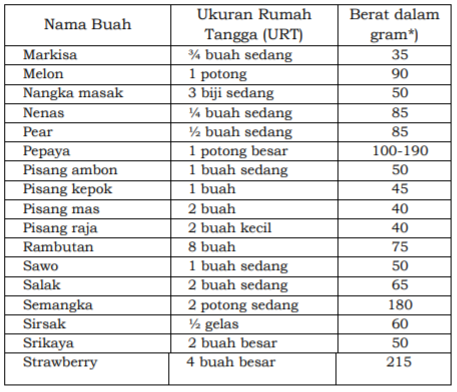 Nama Buah Ukuran Rumah Tangga (URT) Berat dalam gram*)
Markisa ¾ buah sedang 35
Melon 1 potong 90
Nangka masak 3 biji sedang 50
Nenas ¼ buah sedang 85
Pear ½ buah sedang 85
Pepaya 1 potong besar 100-190
Pisang ambon 1 buah sedang 50
Pisang kepok 1 buah 45
Pisang mas 2 buah 40
Pisang raja 2 buah kecil 40
Rambutan 8 buah 75
Sawo 1 buah sedang 50
Salak 2 buah sedang 65
Semangka 2 potong sedang 180
Sirsak ½ gelas 60
Srikaya 2 buah besar 50
Strawberry 4 buah besar 215